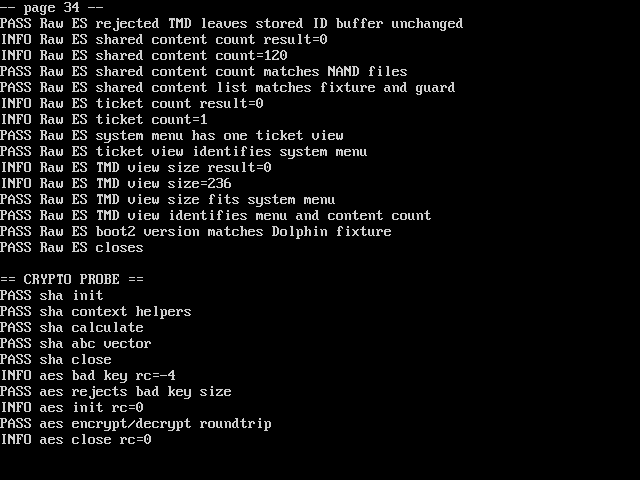 -- page 34 --
PASS Raw ES rejected TMD leaves stored ID buffer unchanged
INFO Raw ES shared content count result=0
INFO Raw ES shared content count=120
PASS Raw ES shared content count matches NAND files
PASS Raw ES shared content list matches fixture and guard
INFO Raw ES ticket count result=0
INFO Raw ES ticket count=1
PASS Raw ES system menu has one ticket view
PASS Raw ES ticket view identifies system menu
INFO Raw ES TMD view size result=0
INFO Raw ES TMD view size=236
PASS Raw ES TMD view size fits system menu
PASS Raw ES TMD view identifies menu and content count
PASS Raw ES boot2 version matches Dolphin fixture
PASS Raw ES closes
== CRYPTO PROBE ==
PASS sha init
PASS sha context helpers
PASS sha calculate
PASS sha abc vector
PASS sha close
INFO aes bad key rc=-4
PASS aes rejects bad key size
INFO aes init rc=0
PASS aes encrypt/decrypt roundtrip
INFO aes close rc=0